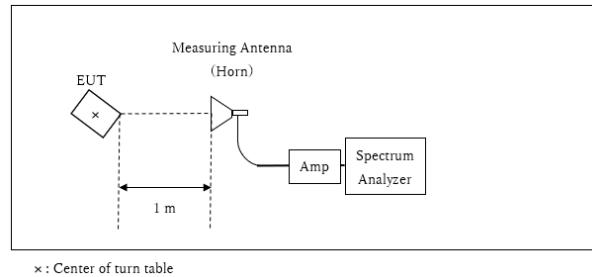 Measuring Antenna
(Horn)
EUT
×
Amp
Spectrum
Analyzer
1 m
× : Center of turn table